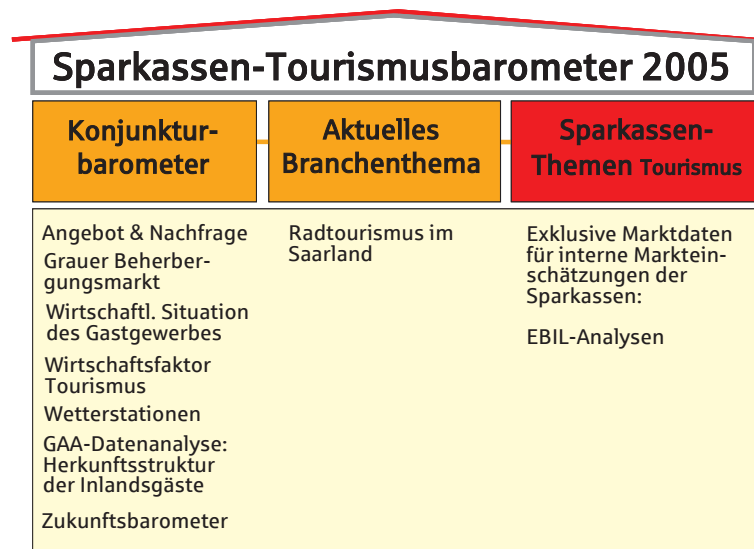 Sparkassen-Tourismusbarometer 2005
Konjunktur-
barometer
Aktuelles
Branchenthema
Sparkassen-
Themen Tourismus
Angebot & Nachfrage
Grauer Beherber-
gungsmarkt
Wirtschaftl. Situation
des Gastgewerbes
Wirtschaftsfaktor
Tourismus
Wetterstationen
GAA-Datenanalyse:
Herkunftsstruktur
der Inlandsgäste
Zukunftsbarometer
Radtourismus im
Saarland
Exklusive Marktdaten
für interne Marktein-
schätzungen der
Sparkassen:
EBIL-Analysen